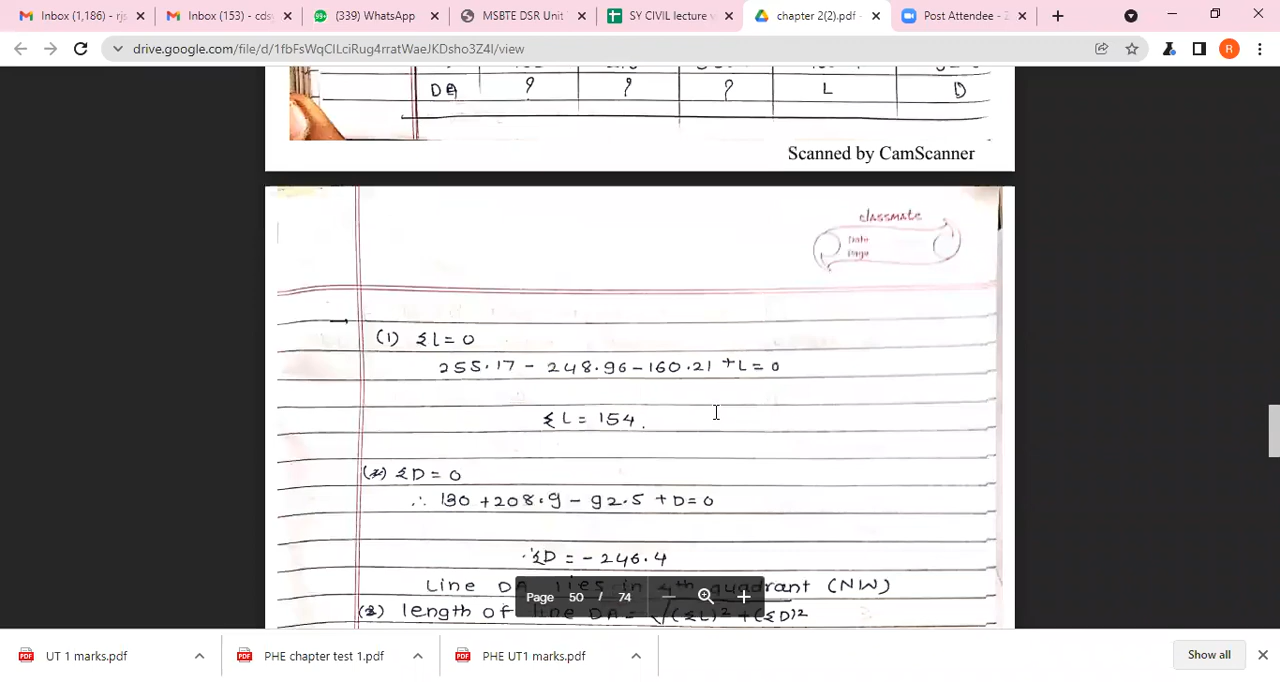 Inbox (1,186) - rjs
Inbox (153) - cdsy
(339) WhatsApp
MSBTE DSR Unit
SY CIVIL lecture
chapter 2(2).pdf -
Post Attendee - Z
drive.google.com/file/d/1fbFsWqClLciRug4rratWaeJKDsho3Z4l/view
R
DA ? ? ? L D
Scanned by CamScanner
classmate
Date
Page
(1) Σl = 0
255.17 - 248.96 - 160.21 + L = 0
ΣL = 154.
(2) ΣD = 0
∴ 130 + 208.9 - 92.5 + D = 0
∴ ΣD = - 246.4
Line DA lies in 4th quadrant (NW)
(3) length of line DA = √(ΣL)² + (ΣD)²
Page 50 / 74
UT 1 marks.pdf
PHE chapter test 1.pdf
PHE UT1 marks.pdf
Show all